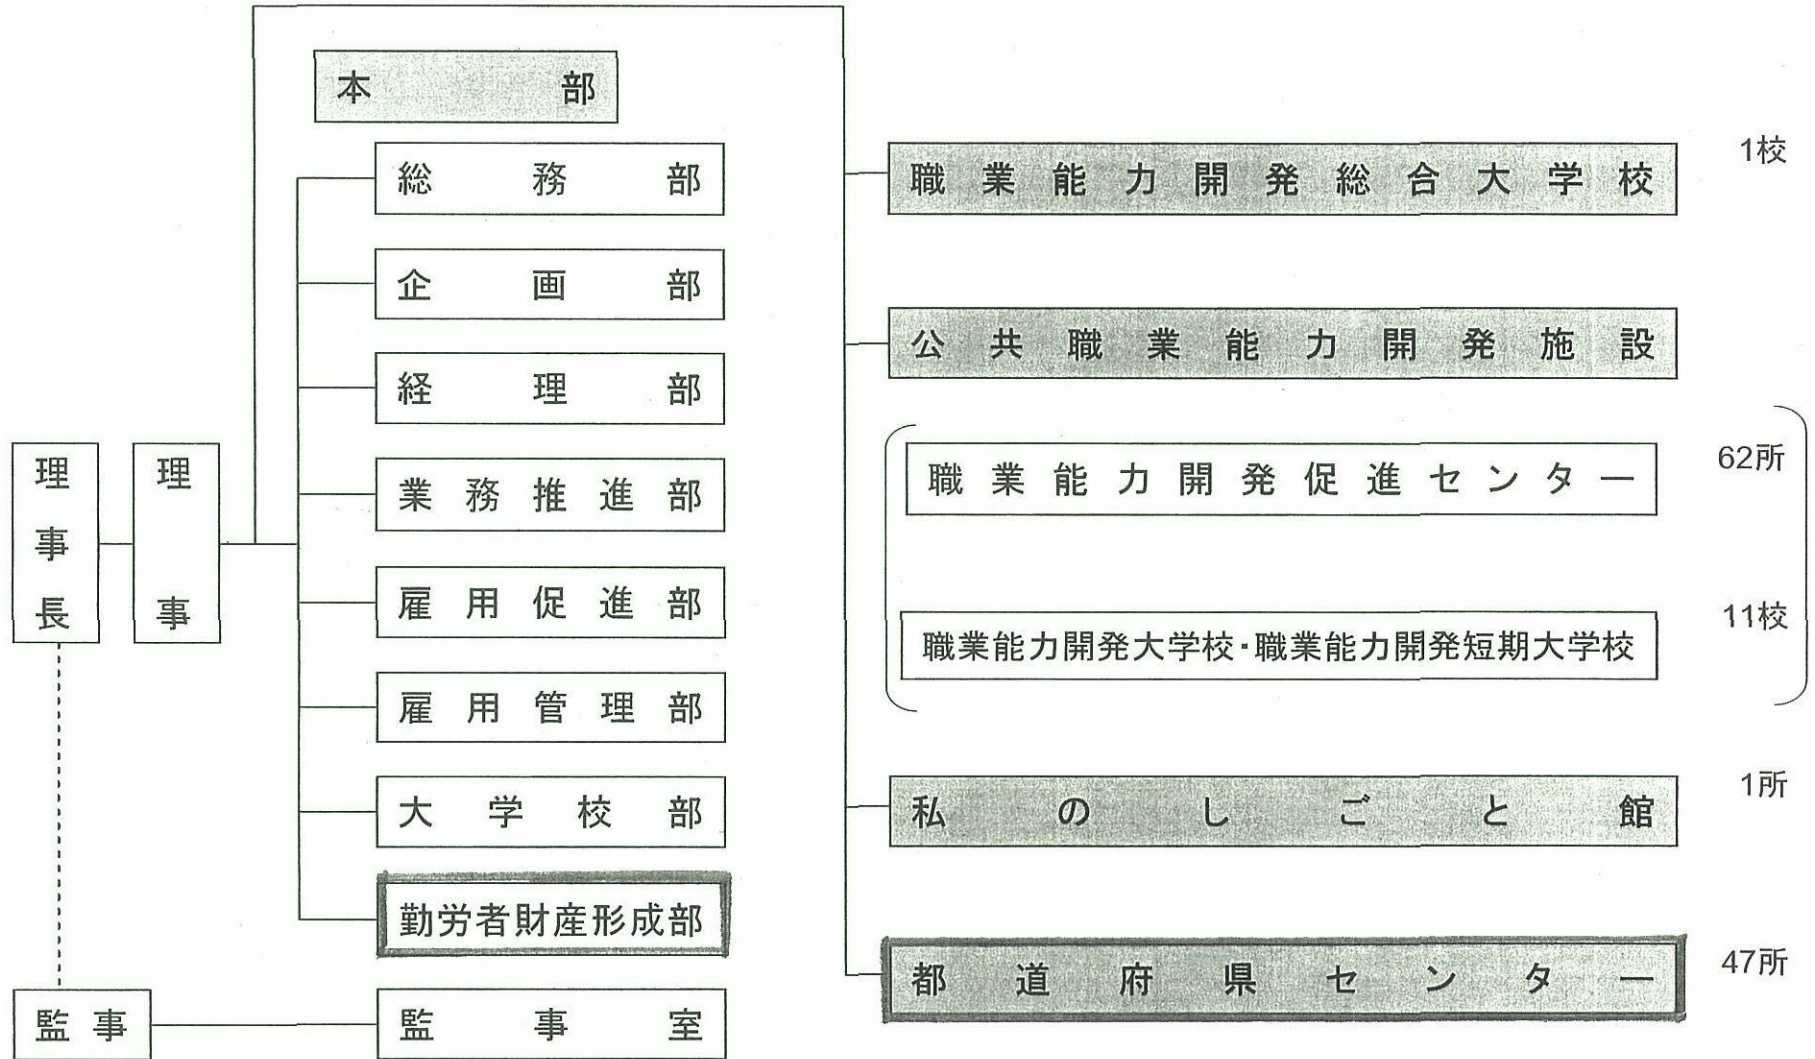 本部
総務部
企画部
経理部
業務推進部
雇用促進部
雇用管理部
大学校部
勤労者財産形成部
理事長
理事
監事
監事室
職業能力開発総合大学校
1校
公共職業能力開発施設
職業能力開発促進センター
62所
職業能力開発大学校・職業能力開発短期大学校
11校
私のしごと館
1所
都道府県センター
47所